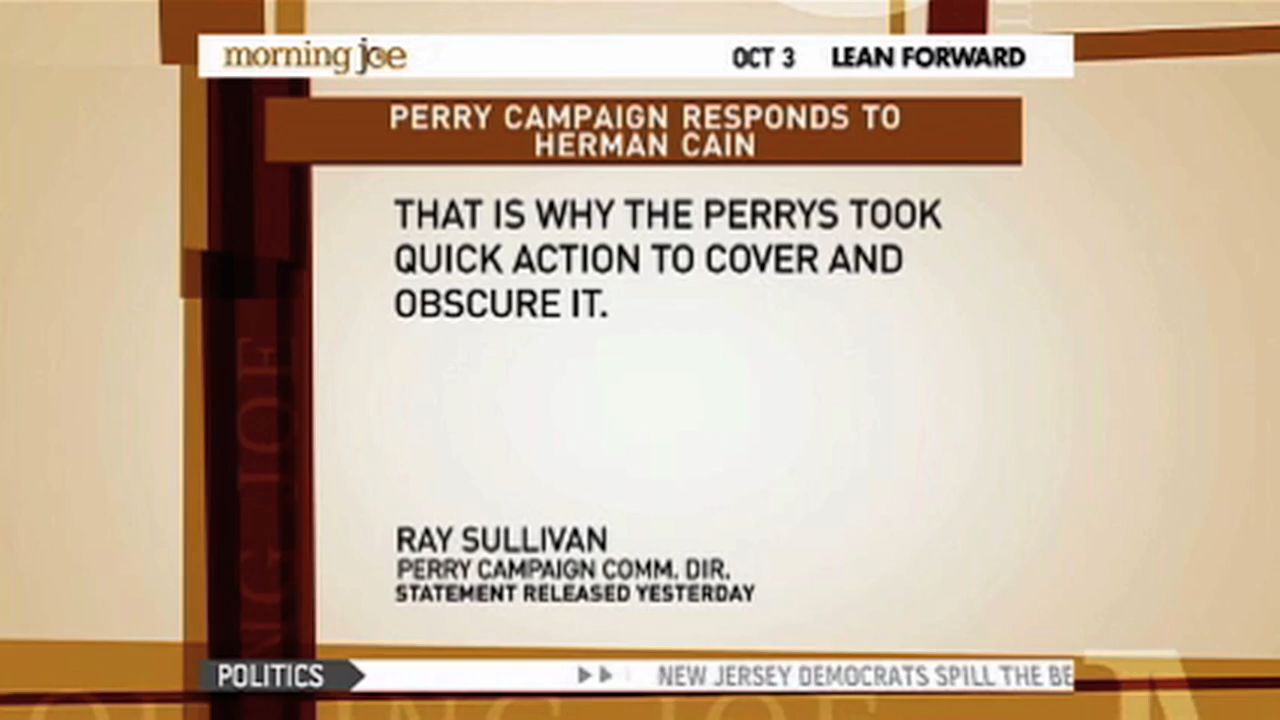 morning joe
OCT 3 LEAN FORWARD
PERRY CAMPAIGN RESPONDS TO
HERMAN CAIN
THAT IS WHY THE PERRYS TOOK
QUICK ACTION TO COVER AND
OBSCURE IT.
RAY SULLIVAN
PERRY CAMPAIGN COMM. DIR.
STATEMENT RELEASED YESTERDAY
POLITICS
NEW JERSEY DEMOCRATS SPILL THE BE